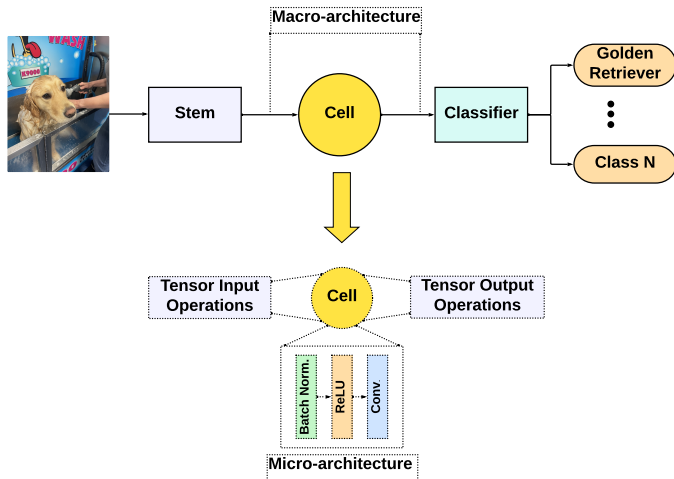 Macro-architecture
WASH
K9000
Stem
Cell
Classifier
Golden
Retriever
Class N
Tensor Input
Operations
Cell
Tensor Output
Operations
Batch Norm.
ReLU
Conv.
Micro-architecture